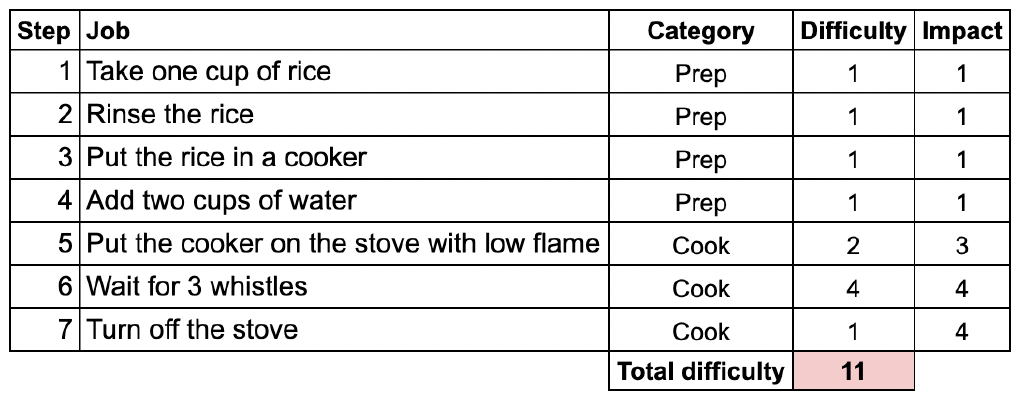 Step Job Category Difficulty Impact
1 Take one cup of rice Prep 1 1
2 Rinse the rice Prep 1 1
3 Put the rice in a cooker Prep 1 1
4 Add two cups of water Prep 1 1
5 Put the cooker on the stove with low flame Cook 2 3
6 Wait for 3 whistles Cook 4 4
7 Turn off the stove Cook 1 4
Total difficulty 11